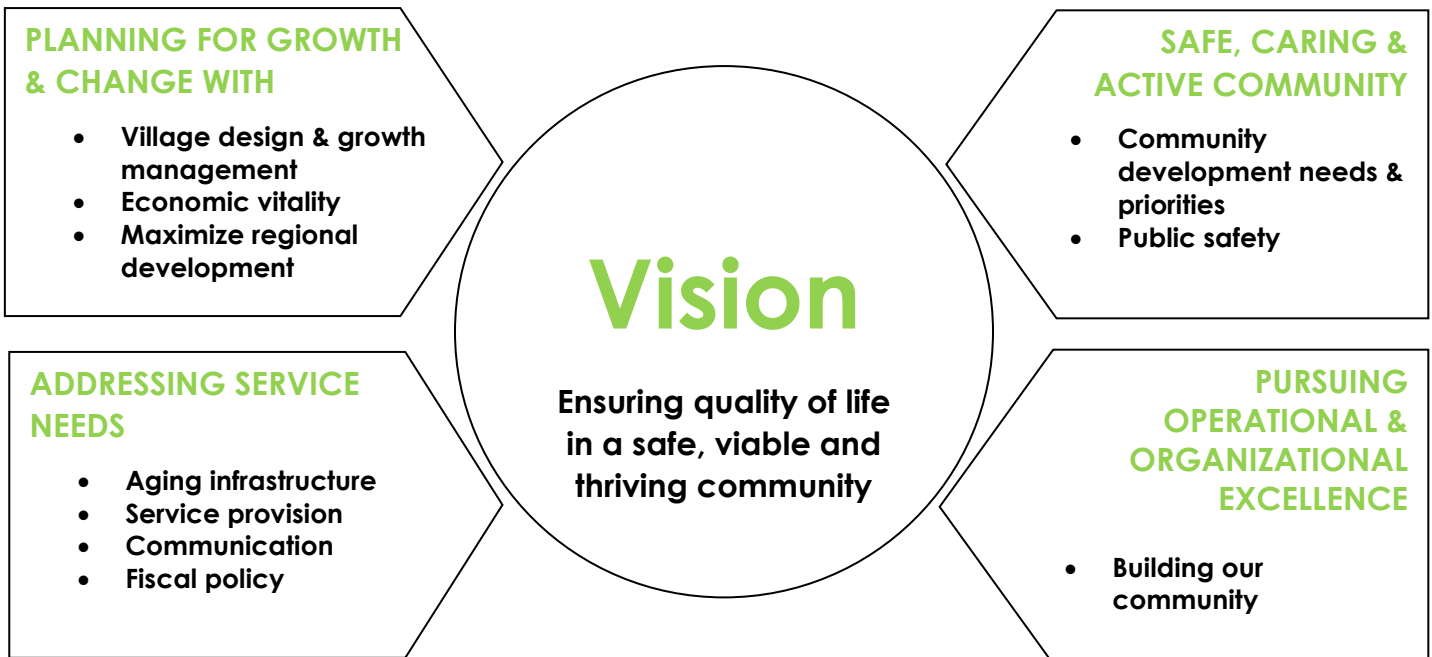 PLANNING FOR GROWTH
& CHANGE WITH
• Village design & growth
management
• Economic vitality
• Maximize regional
development
SAFE, CARING &
ACTIVE COMMUNITY
• Community
development needs &
priorities
• Public safety
Vision
Ensuring quality of life
in a safe, viable and
thriving community
ADDRESSING SERVICE
NEEDS
• Aging infrastructure
• Service provision
• Communication
• Fiscal policy
PURSUING
OPERATIONAL &
ORGANIZATIONAL
EXCELLENCE
• Building our
community